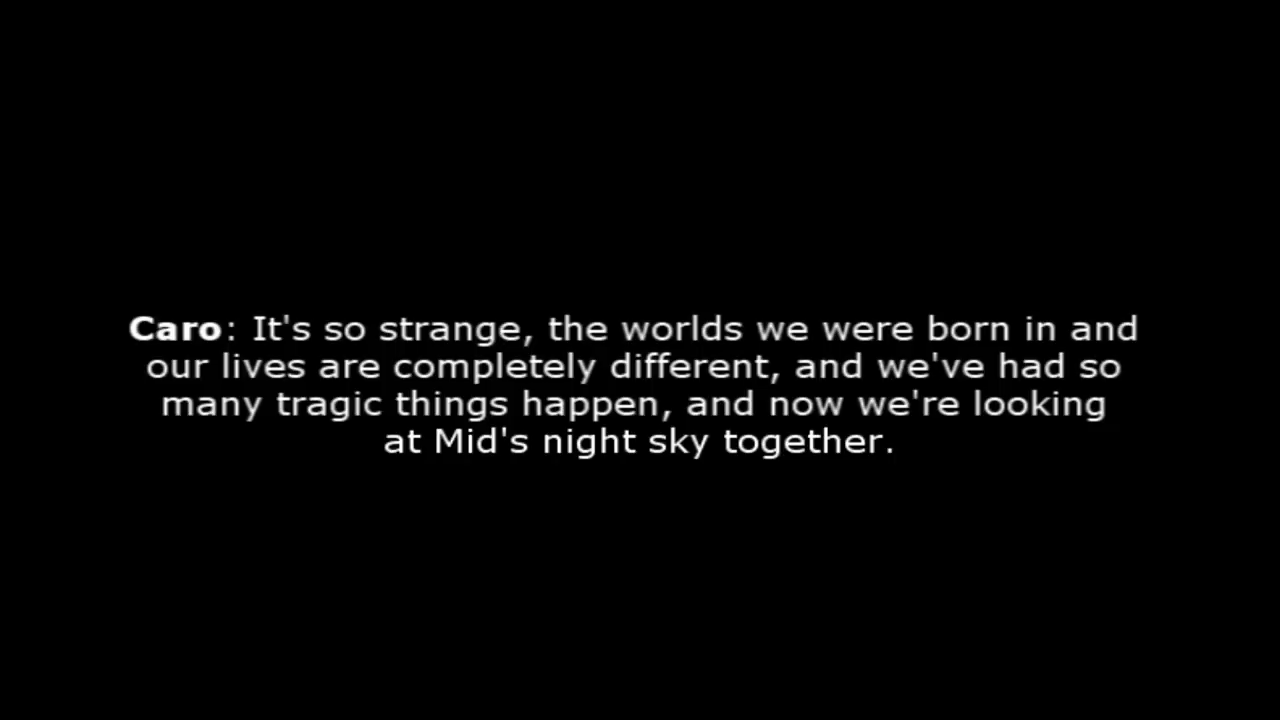 Caro: It's so strange, the worlds we were born in and
our lives are completely different, and we've had so
many tragic things happen, and now we're looking
at Mid's night sky together.